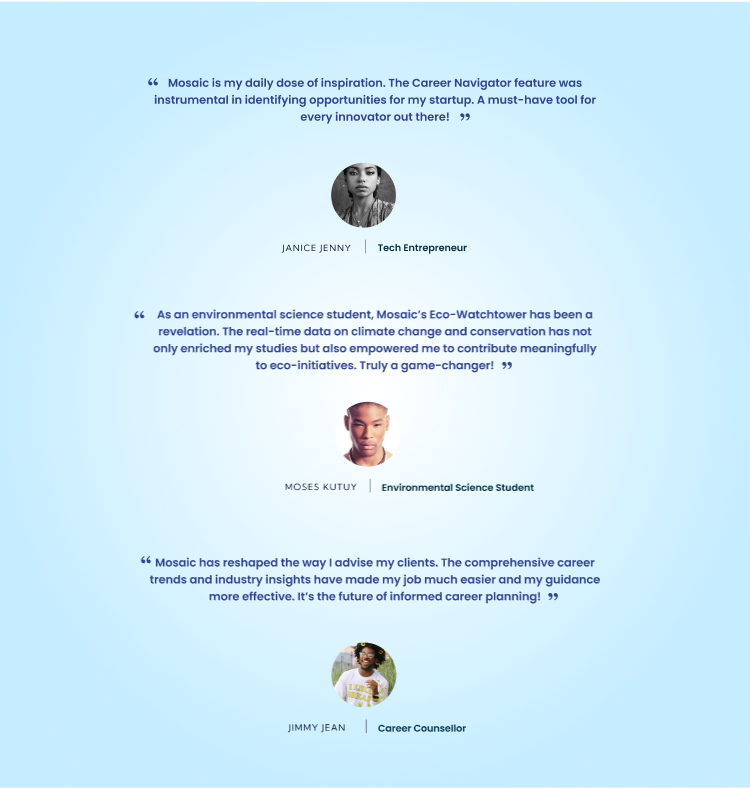 “ Mosaic is my daily dose of inspiration. The Career Navigator feature was
instrumental in identifying opportunities for my startup. A must-have tool for
every innovator out there! ”
JANICE JENNY | Tech Entrepreneur
“ As an environmental science student, Mosaic’s Eco-Watchtower has been a
revelation. The real-time data on climate change and conservation has not
only enriched my studies but also empowered me to contribute meaningfully
to eco-initiatives. Truly a game-changer! ”
MOSES KUTUY | Environmental Science Student
“ Mosaic has reshaped the way I advise my clients. The comprehensive career
trends and industry insights have made my job much easier and my guidance
more effective. It’s the future of informed career planning! ”
JIMMY JEAN | Career Counsellor